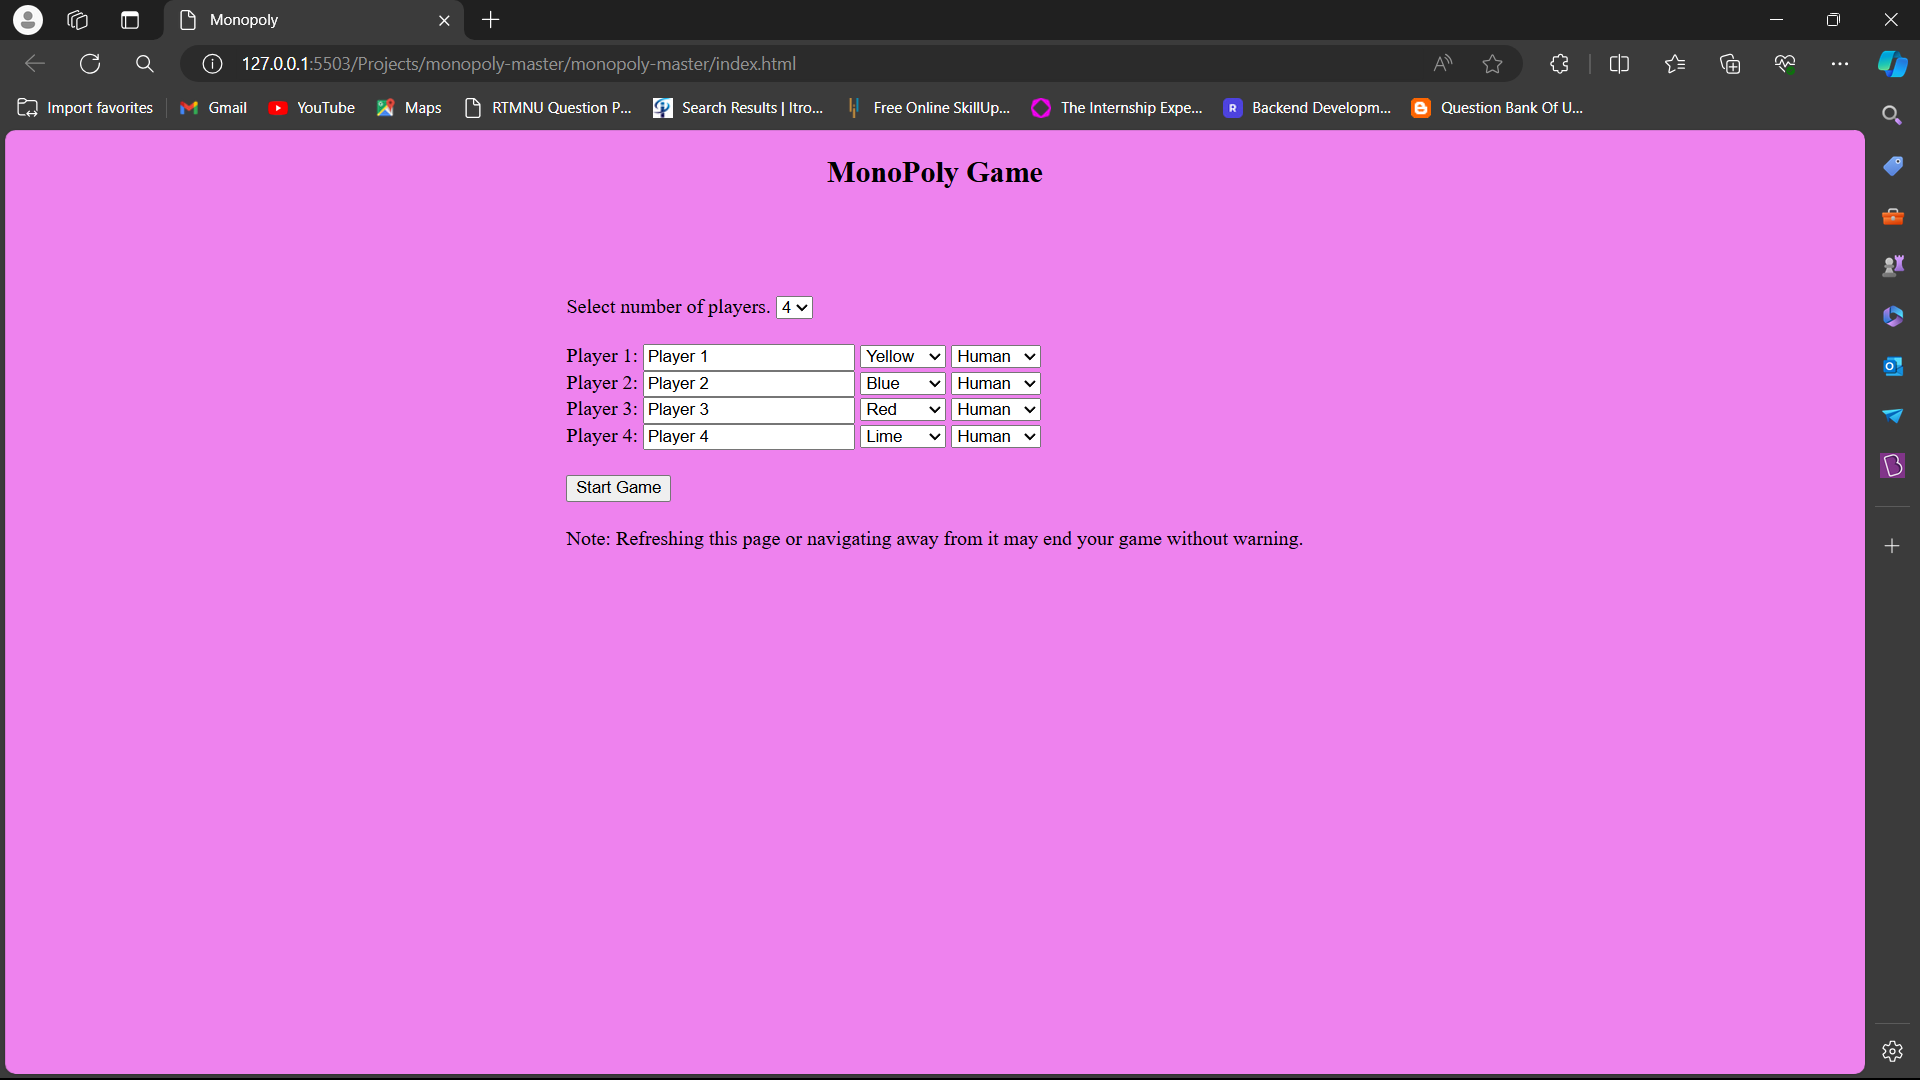 Monopoly
127.0.0.1:5503/Projects/monopoly-master/monopoly-master/index.html
Import favorites Gmail YouTube Maps RTMNU Question P... Search Results | Itro... Free Online SkillUp... The Internship Expe... R Backend Developm... Question Bank Of U...
MonoPoly Game
Select number of players. 4
Player 1: Player 1 Yellow Human
Player 2: Player 2 Blue Human
Player 3: Player 3 Red Human
Player 4: Player 4 Lime Human
Start Game
Note: Refreshing this page or navigating away from it may end your game without warning.